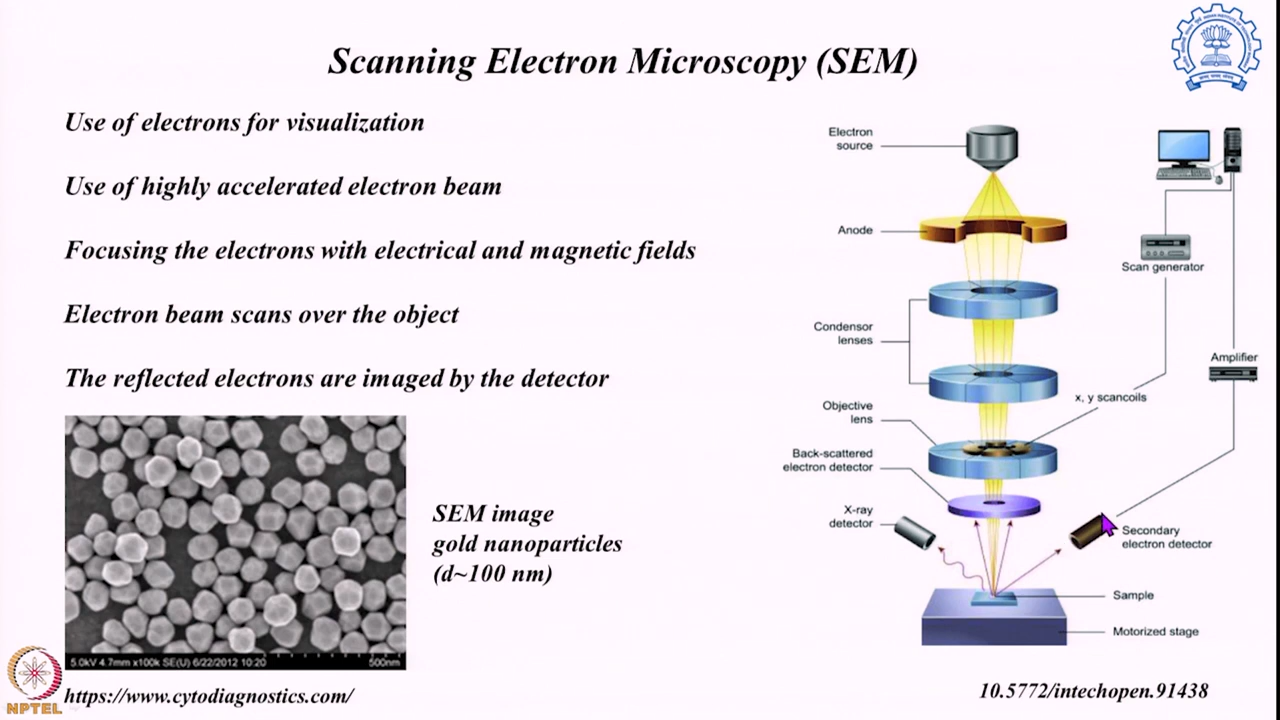 Scanning Electron Microscopy (SEM)
Use of electrons for visualization
Use of highly accelerated electron beam
Focusing the electrons with electrical and magnetic fields
Electron beam scans over the object
The reflected electrons are imaged by the detector
SEM image
gold nanoparticles
(d~100 nm)
5.0kV 4.7mm x100k SE(U) 6/22/2012 10:20
500nm
https://www.cytodiagnostics.com/
NPTEL
Electron
source
Anode
Condensor
lenses
Objective
lens
Back-scattered
electron detector
X-ray
detector
Scan generator
Amplifier
x, y scancoils
Secondary
electron detector
Sample
Motorized stage
10.5772/intechopen.91438